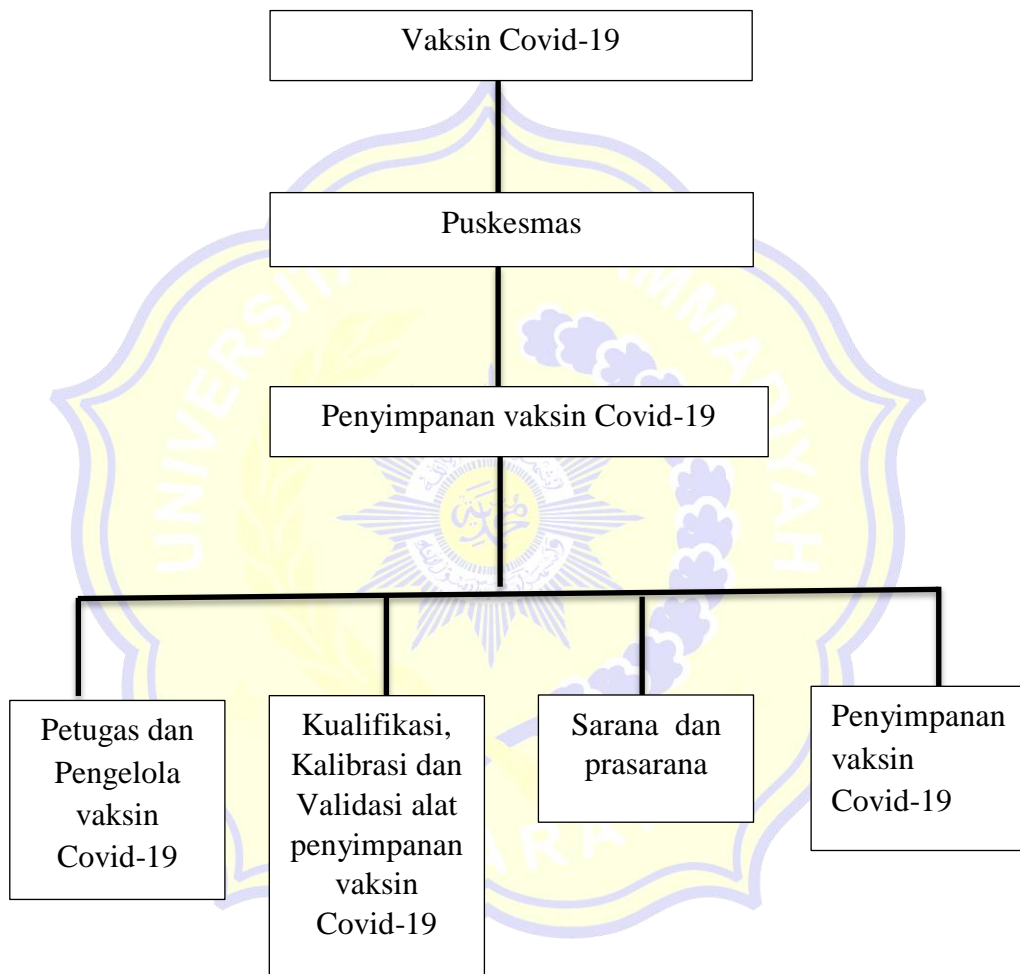 Vaksin Covid-19
Puskesmas
Penyimpanan vaksin Covid-19
Petugas dan
Pengelola
vaksin
Covid-19
Kualifikasi,
Kalibrasi dan
Validasi alat
penyimpanan
vaksin
Covid-19
Sarana dan
prasarana
Penyimpanan
vaksin
Covid-19